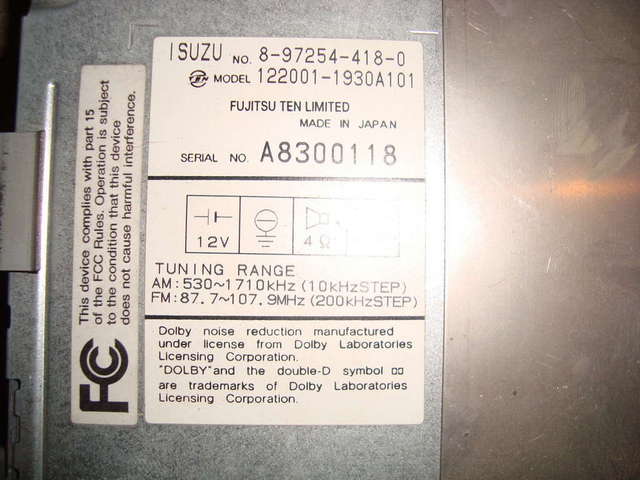 ISUZU NO. 8-97254-418-0
MODEL 122001-1930A101
FUJITSU TEN LIMITED
MADE IN JAPAN
SERIAL NO. A8300118
12V
4Ω
TUNING RANGE
AM: 530~1710kHz (10kHzSTEP)
FM: 87.7~107.9MHz (200kHzSTEP)
Dolby noise reduction manufactured
under license from Dolby Laboratories
Licensing Corporation.
"DOLBY" and the double-D symbol
are trademarks of Dolby Laboratories
Licensing Corporation.
This device complies with part 15
of the FCC Rules. Operation is subject
to the condition that this device
does not cause harmful interference.
FC